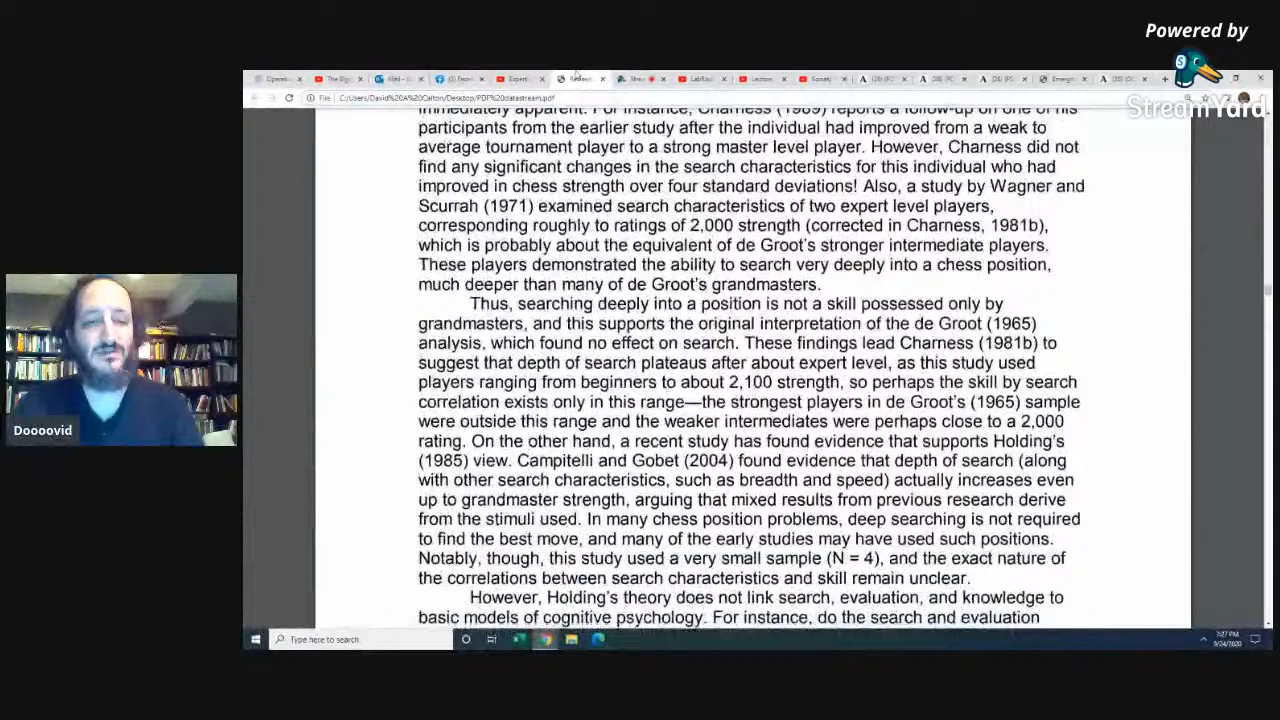 Powered by
StreamYard
File
C:/Users/David%20A%20Calton/Desktop/PDF%20datastream.pdf
immediately apparent. For instance, Charness (1989) reports a follow-up on one of his
participants from the earlier study after the individual had improved from a weak to
average tournament player to a strong master level player. However, Charness did not
find any significant changes in the search characteristics for this individual who had
improved in chess strength over four standard deviations! Also, a study by Wagner and
Scurrah (1971) examined search characteristics of two expert level players,
corresponding roughly to ratings of 2,000 strength (corrected in Charness, 1981b),
which is probably about the equivalent of de Groot's stronger intermediate players.
These players demonstrated the ability to search very deeply into a chess position,
much deeper than many of de Groot's grandmasters.
Thus, searching deeply into a position is not a skill possessed only by
grandmasters, and this supports the original interpretation of the de Groot (1965)
analysis, which found no effect on search. These findings lead Charness (1981b) to
suggest that depth of search plateaus after about expert level, as this study used
players ranging from beginners to about 2,100 strength, so perhaps the skill by search
correlation exists only in this range—the strongest players in de Groot's (1965) sample
were outside this range and the weaker intermediates were perhaps close to a 2,000
rating. On the other hand, a recent study has found evidence that supports Holding's
(1985) view. Campitelli and Gobet (2004) found evidence that depth of search (along
with other search characteristics, such as breadth and speed) actually increases even
up to grandmaster strength, arguing that mixed results from previous research derive
from the stimuli used. In many chess position problems, deep searching is not required
to find the best move, and many of the early studies may have used such positions.
Notably, though, this study used a very small sample (N = 4), and the exact nature of
the correlations between search characteristics and skill remain unclear.
However, Holding's theory does not link search, evaluation, and knowledge to
basic models of cognitive psychology. For instance, do the search and evaluation
Doooovid
Type here to search
7:27 PM
9/24/2020